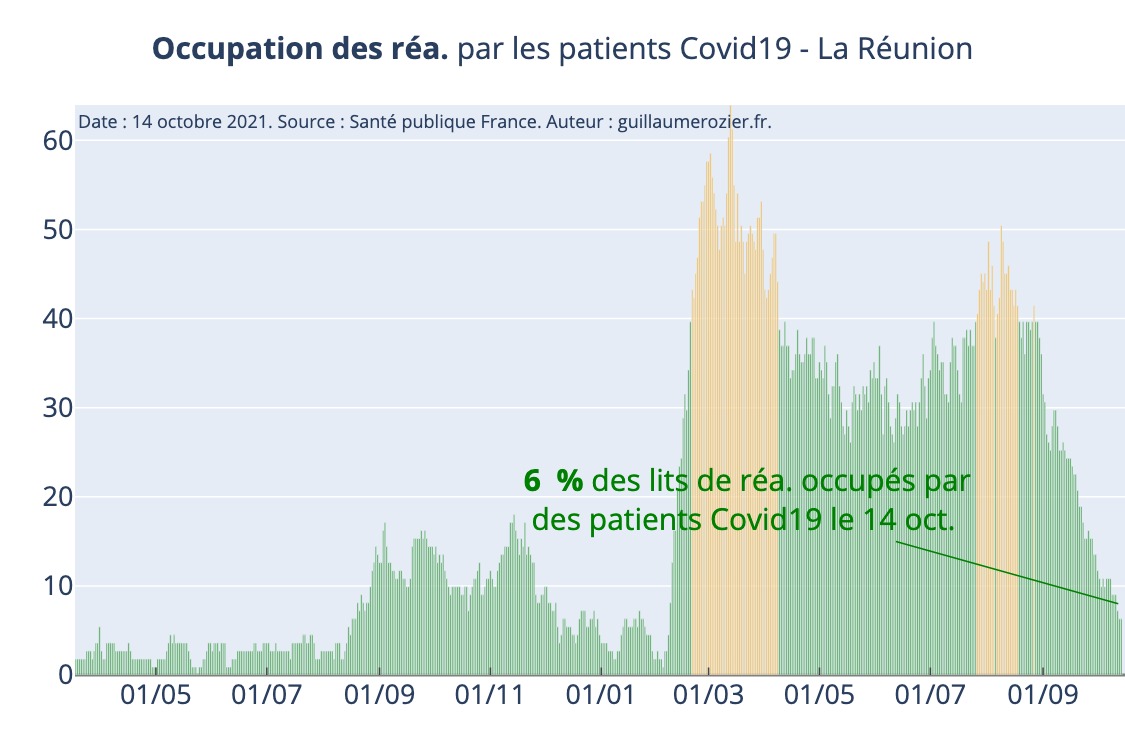 Occupation des réa. par les patients Covid19 - La Réunion
Date : 14 octobre 2021. Source : Santé publique France. Auteur : guillaumerozier.fr.
60
50
40
30
20
10
0
6 % des lits de réa. occupés par
des patients Covid19 le 14 oct.
01/05 01/07 01/09 01/11 01/01 01/03 01/05 01/07 01/09